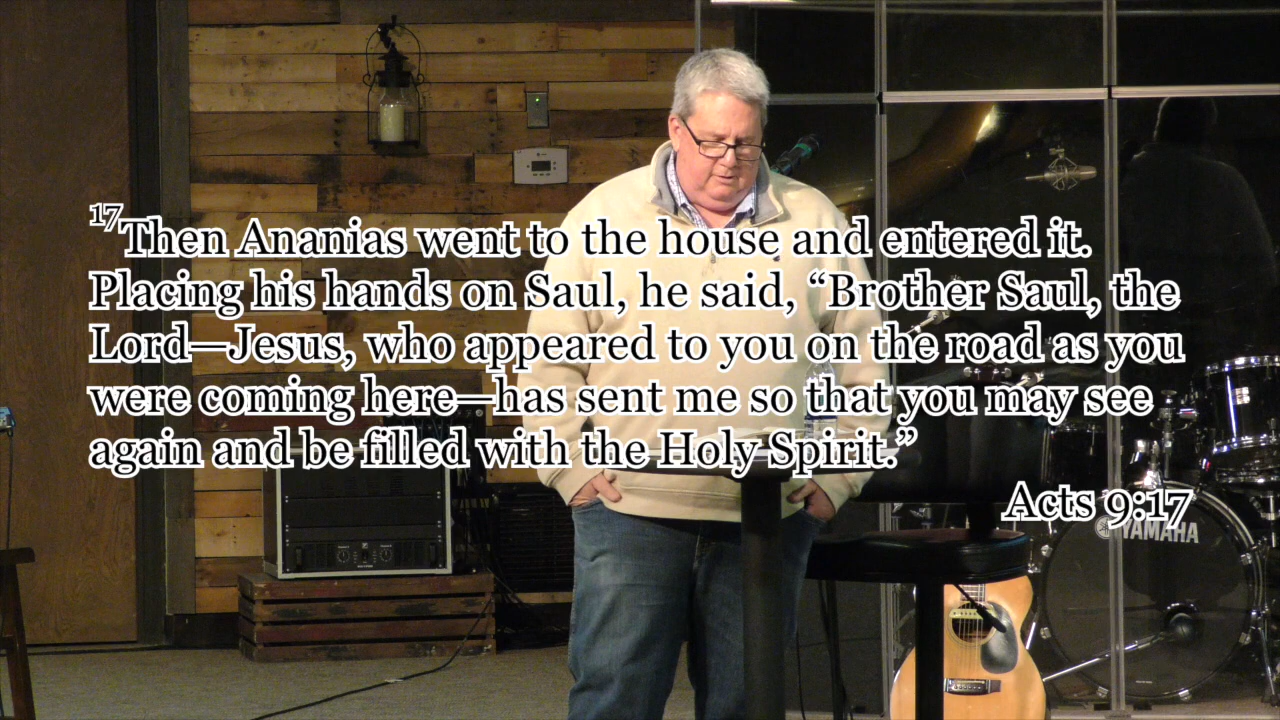 17Then Ananias went to the house and entered it.
Placing his hands on Saul, he said, “Brother Saul, the
Lord—Jesus, who appeared to you on the road as you
were coming here—has sent me so that you may see
again and be filled with the Holy Spirit.”
Acts 9:17
YAMAHA